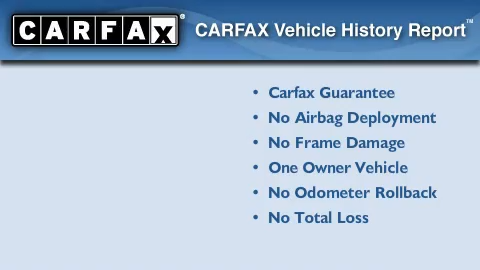 CARFAX® CARFAX Vehicle History Report™
• Carfax Guarantee
• No Airbag Deployment
• No Frame Damage
• One Owner Vehicle
• No Odometer Rollback
• No Total Loss